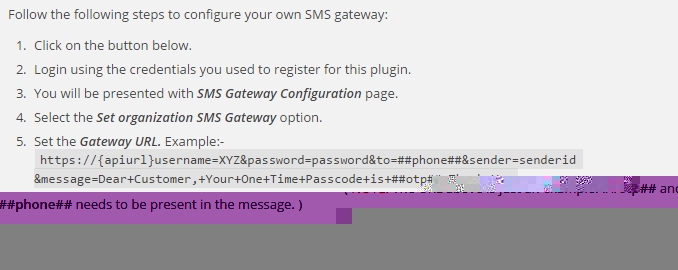 Follow the following steps to configure your own SMS gateway:
1. Click on the button below.
2. Login using the credentials you used to register for this plugin.
3. You will be presented with SMS Gateway Configuration page.
4. Select the Set organization SMS Gateway option.
5. Set the Gateway URL. Example:-
https://{apiurl}username=XYZ&password=password&to=##phone##&sender=senderid
&message=Dear+Customer,+Your+One+Time+Passcode+is+##otp#
## and
##phone## needs to be present in the message. )